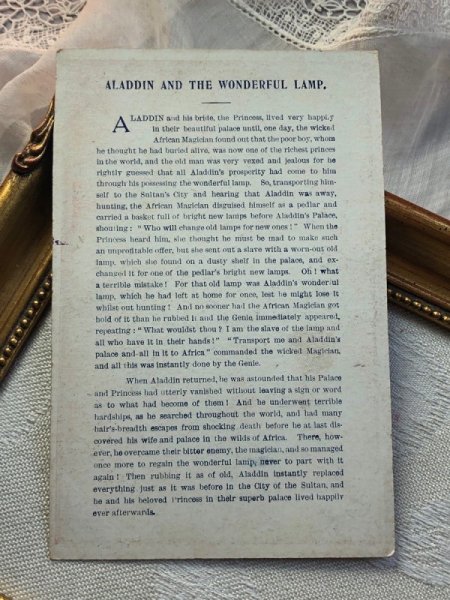 ALADDIN AND THE WONDERFUL LAMP.
ALADDIN and his bride, the Princess, lived very happily
in their beautiful palace until, one day, the wicked
African Magician found out that the poor boy, whom
he thought he had buried alive, was now one of the richest princes
in the world, and the old man was very vexed and jealous for he
rightly guessed that all Aladdin's prosperity had come to him
through his possessing the wonderful lamp. So, transporting him-
self to the Sultan's City and hearing that Aladdin was away,
hunting, the African Magician disguised himself as a pedlar and
carried a basket full of bright new lamps before Aladdin's Palace,
shouting: "Who will change old lamps for new ones!" When the
Princess heard him, she thought he must be mad to make such
an unprofitable offer, but she sent out a slave with a worn-out old
lamp, which she found on a dusty shelf in the palace, and ex-
changed it for one of the pedlar's bright new lamps. Oh! what
a terrible mistake! For that old lamp was Aladdin's wonderful
lamp, which he had left at home for once, lest he might lose it
whilst out hunting! And no sooner had the African Magician got
hold of it than he rubbed it and the Genie immediately appeared,
repeating: "What wouldst thou? I am the slave of the lamp and
all who have it in their hands!" "Transport me and Aladdin's
palace and all in it to Africa" commanded the wicked Magician,
and all this was instantly done by the Genie.
When Aladdin returned, he was astounded that his Palace
and Princess had utterly vanished without leaving a sign or word
as to what had become of them! And he underwent terrible
hardships, as he searched throughout the world, and had many
hair's-breadth escapes from shocking death before he at last dis-
covered his wife and palace in the wilds of Africa. There, how-
ever, he overcame their bitter enemy, the magician, and so managed
once more to regain the wonderful lamp, never to part with it
again! Then rubbing it as of old, Aladdin instantly replaced
everything just as it was before in the City of the Sultan, and
he and his beloved Princess in their superb palace lived happily
ever afterwards.